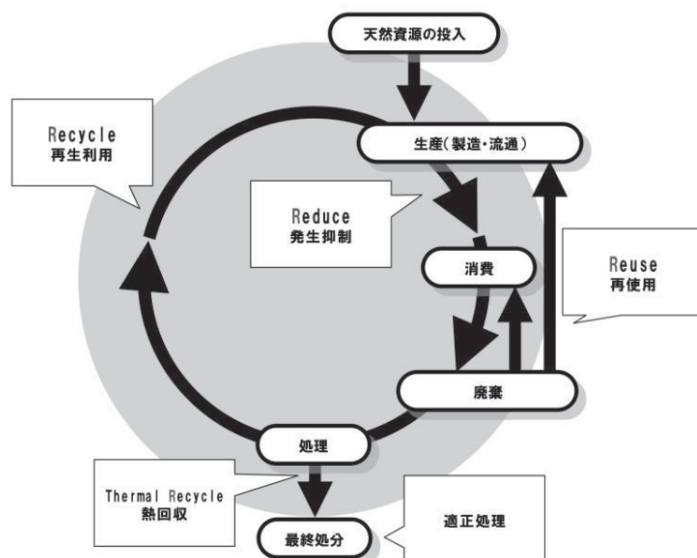 天然資源の投入
Recycle
再生利用
生産(製造・流通)
Reduce
発生抑制
消費
Reuse
再使用
廃棄
処理
Thermal Recycle
熱回収
適正処理
最終処分